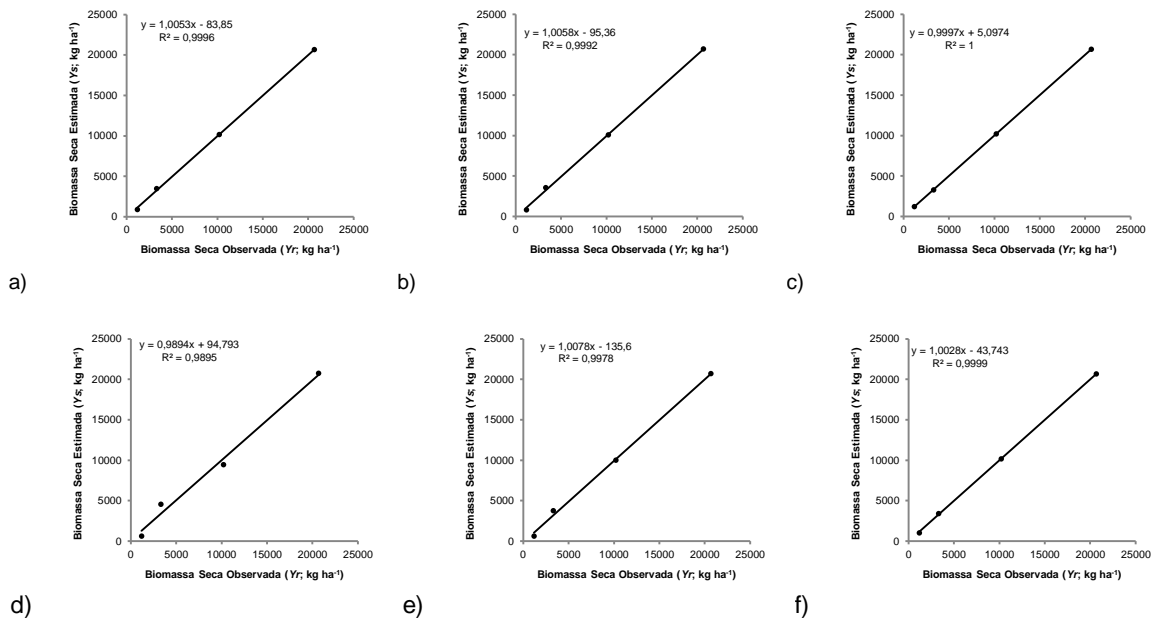 y = 1,0053x - 83,85
R² = 0,9996
25000
20000
15000
10000
5000
0
0 5000 10000 15000 20000 25000
Biomassa Seca Estimada (Ys; kg ha⁻¹)
Biomassa Seca Observada (Yr; kg ha⁻¹)
a)
y = 1,0058x - 95,36
R² = 0,9992
25000
20000
15000
10000
5000
0
0 5000 10000 15000 20000 25000
Biomassa Seca Estimada (Ys; kg ha⁻¹)
Biomassa Seca Observada (Yr; kg ha⁻¹)
b)
y = 0,9997x + 5,0974
R² = 1
25000
20000
15000
10000
5000
0
0 5000 10000 15000 20000 25000
Biomassa Seca Estimada (Ys; kg ha⁻¹)
Biomassa Seca Observada (Yr; kg ha⁻¹)
c)
y = 0,9894x + 94,793
R² = 0,9895
25000
20000
15000
10000
5000
0
0 5000 10000 15000 20000 25000
Biomassa Seca Estimada (Ys; kg ha⁻¹)
Biomassa Seca Observada (Yr; kg ha⁻¹)
d)
y = 1,0078x - 135,6
R² = 0,9978
25000
20000
15000
10000
5000
0
0 5000 10000 15000 20000 25000
Biomassa Seca Estimada (Ys; kg ha⁻¹)
Biomassa Seca Observada (Yr; kg ha⁻¹)
e)
y = 1,0028x - 43,743
R² = 0,9999
25000
20000
15000
10000
5000
0
0 5000 10000 15000 20000 25000
Biomassa Seca Estimada (Ys; kg ha⁻¹)
Biomassa Seca Observada (Yr; kg ha⁻¹)
f)